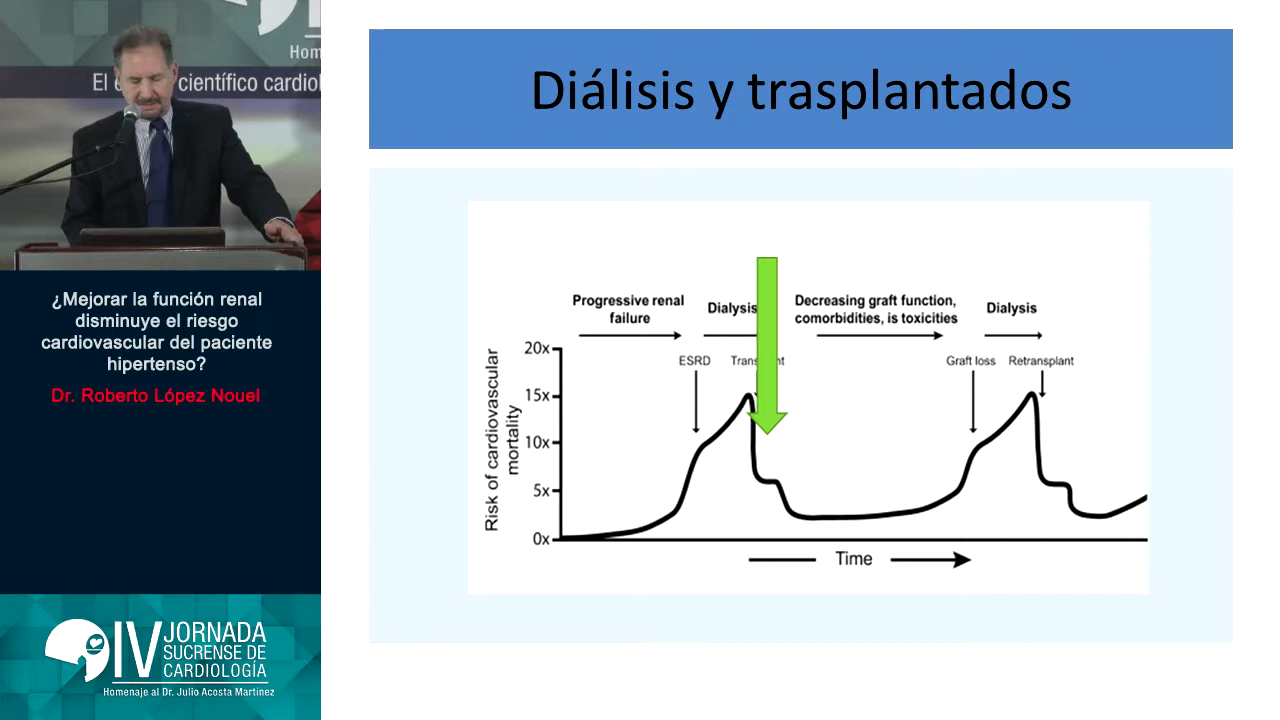 Hom
El e científico cardiol
¿Mejorar la función renal
disminuye el riesgo
cardiovascular del paciente
hipertenso?
Dr. Roberto López Nouel
IV JORNADA
SUCRENSE DE
CARDIOLOGÍA
Homenaje al Dr. Julio Acosta Martínez
Diálisis y trasplantados
Progressive renal
failure
Dialysis
Decreasing graft function,
comorbidities, is toxicities
Dialysis
ESRD
Graft loss
Retransplant
Risk of cardiovascular
mortality
20x
15x
10x
5x
0x
Time